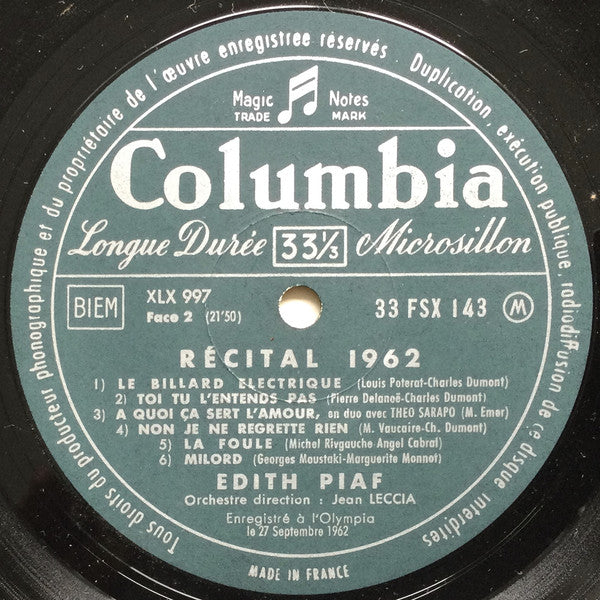 Tous droits du producteur phonographique et du propriétaire de l'œuvre enregistrée réservés Duplication, exécution publique, radiodiffusion de ce disque interdites
Magic Notes
TRADE MARK
Columbia
Longue Durée 33⅓ Microsillon
BIEM XLX 997 33 FSX 143 M
Face 2 (21'50)
RÉCITAL 1962
1) LE BILLARD ELECTRIQUE (Louis Poterat-Charles Dumont)
2) TOI TU L'ENTENDS PAS (Pierre Delanoë-Charles Dumont)
3) A QUOI ÇA SERT L'AMOUR, en duo avec THEO SARAPO (M. Emer)
4) NON JE NE REGRETTE RIEN (M. Vaucaire-Ch. Dumont)
5) LA FOULE (Michel Rivgauche Angel Cabral)
6) MILORD (Georges Moustaki-Marguerite Monnot)
EDITH PIAF
Orchestre direction : Jean LECCIA
Enregistré à l'Olympia
le 27 Septembre 1962
MADE IN FRANCE